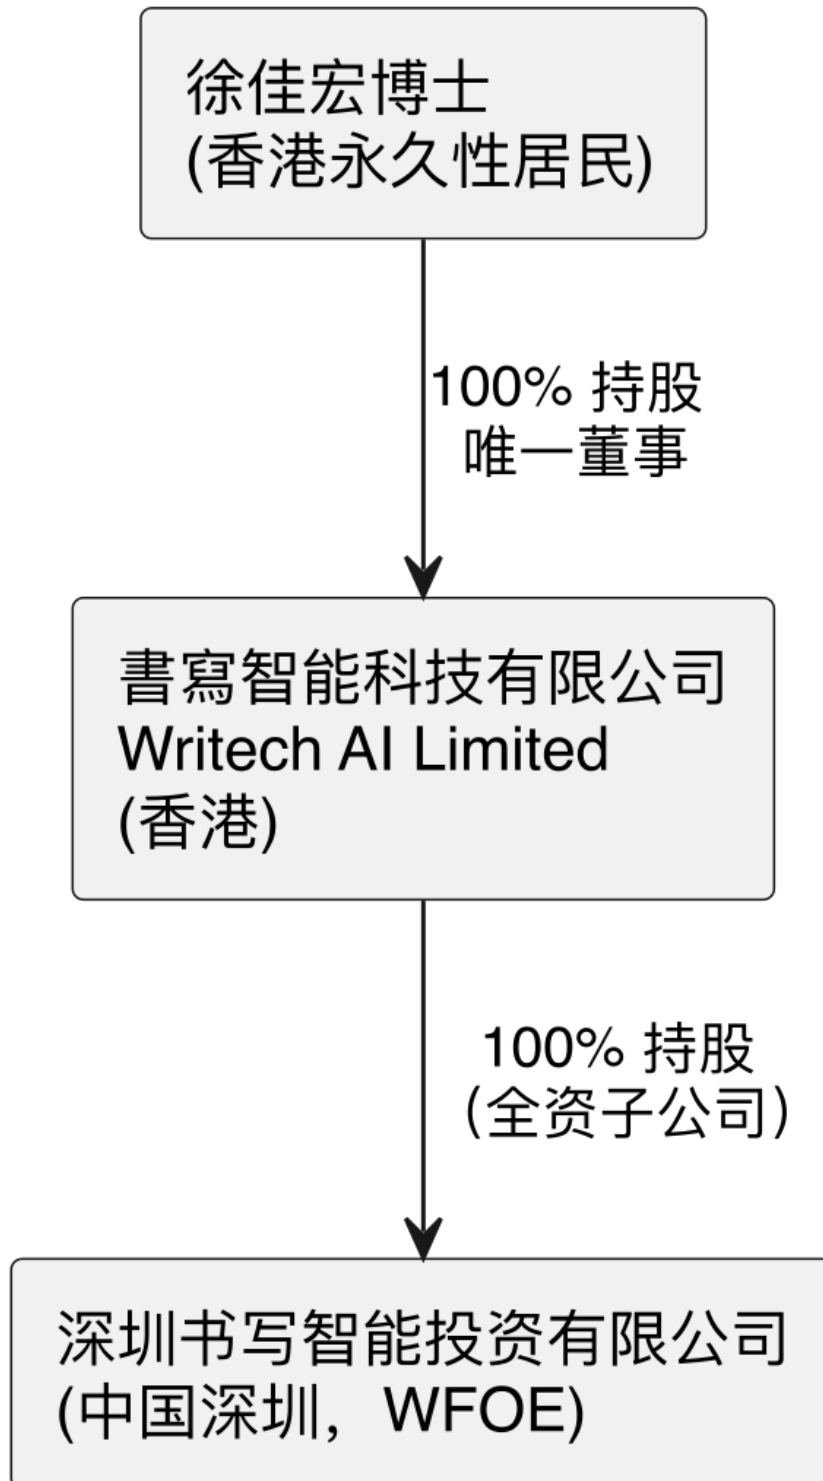 徐佳宏博士
(香港永久性居民)
100% 持股
唯一董事
書寫智能科技有限公司
Writech AI Limited
(香港)
100% 持股
（全资子公司）
深圳书写智能投资有限公司
(中国深圳，WFOE)